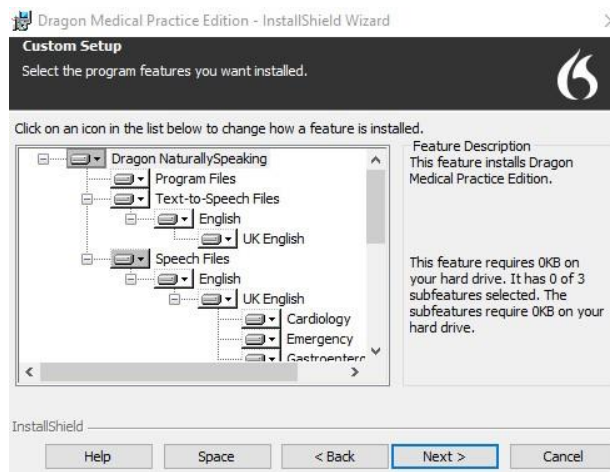 Dragon Medical Practice Edition - InstallShield Wizard
Custom Setup
Select the program features you want installed.
Click on an icon in the list below to change how a feature is installed.
Dragon NaturallySpeaking
Program Files
Text-to-Speech Files
English
UK English
Speech Files
English
UK English
Cardiology
Emergency
Gastroenterc
Feature Description
This feature installs Dragon
Medical Practice Edition.
This feature requires 0KB on
your hard drive. It has 0 of 3
subfeatures selected. The
subfeatures require 0KB on your
hard drive.
InstallShield
Help
Space
< Back
Next >
Cancel